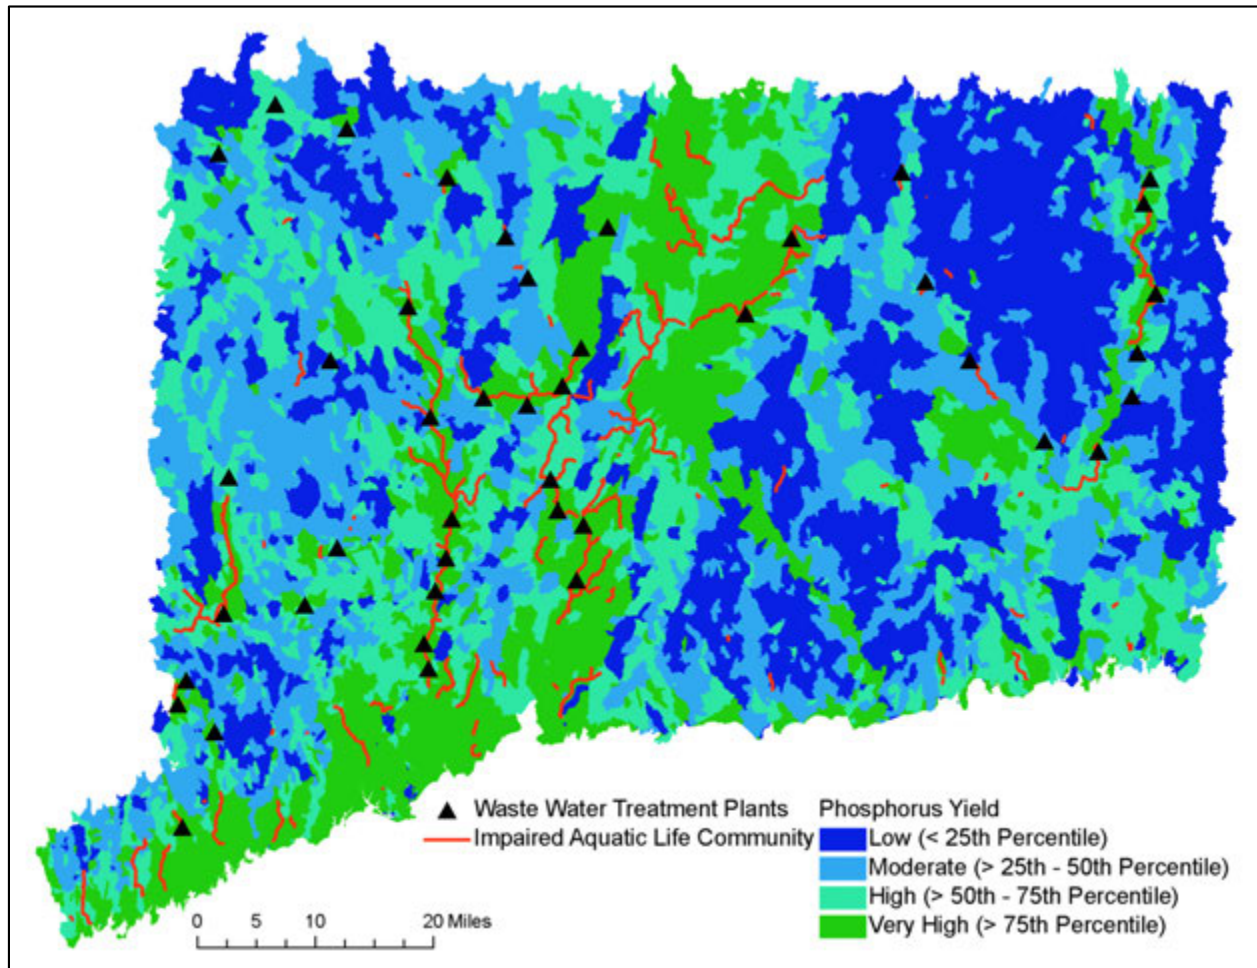 Waste Water Treatment Plants
Impaired Aquatic Life Community
Phosphorus Yield
Low (< 25th Percentile)
Moderate (> 25th - 50th Percentile)
High (> 50th - 75th Percentile)
Very High (> 75th Percentile)
0 5 10 20 Miles